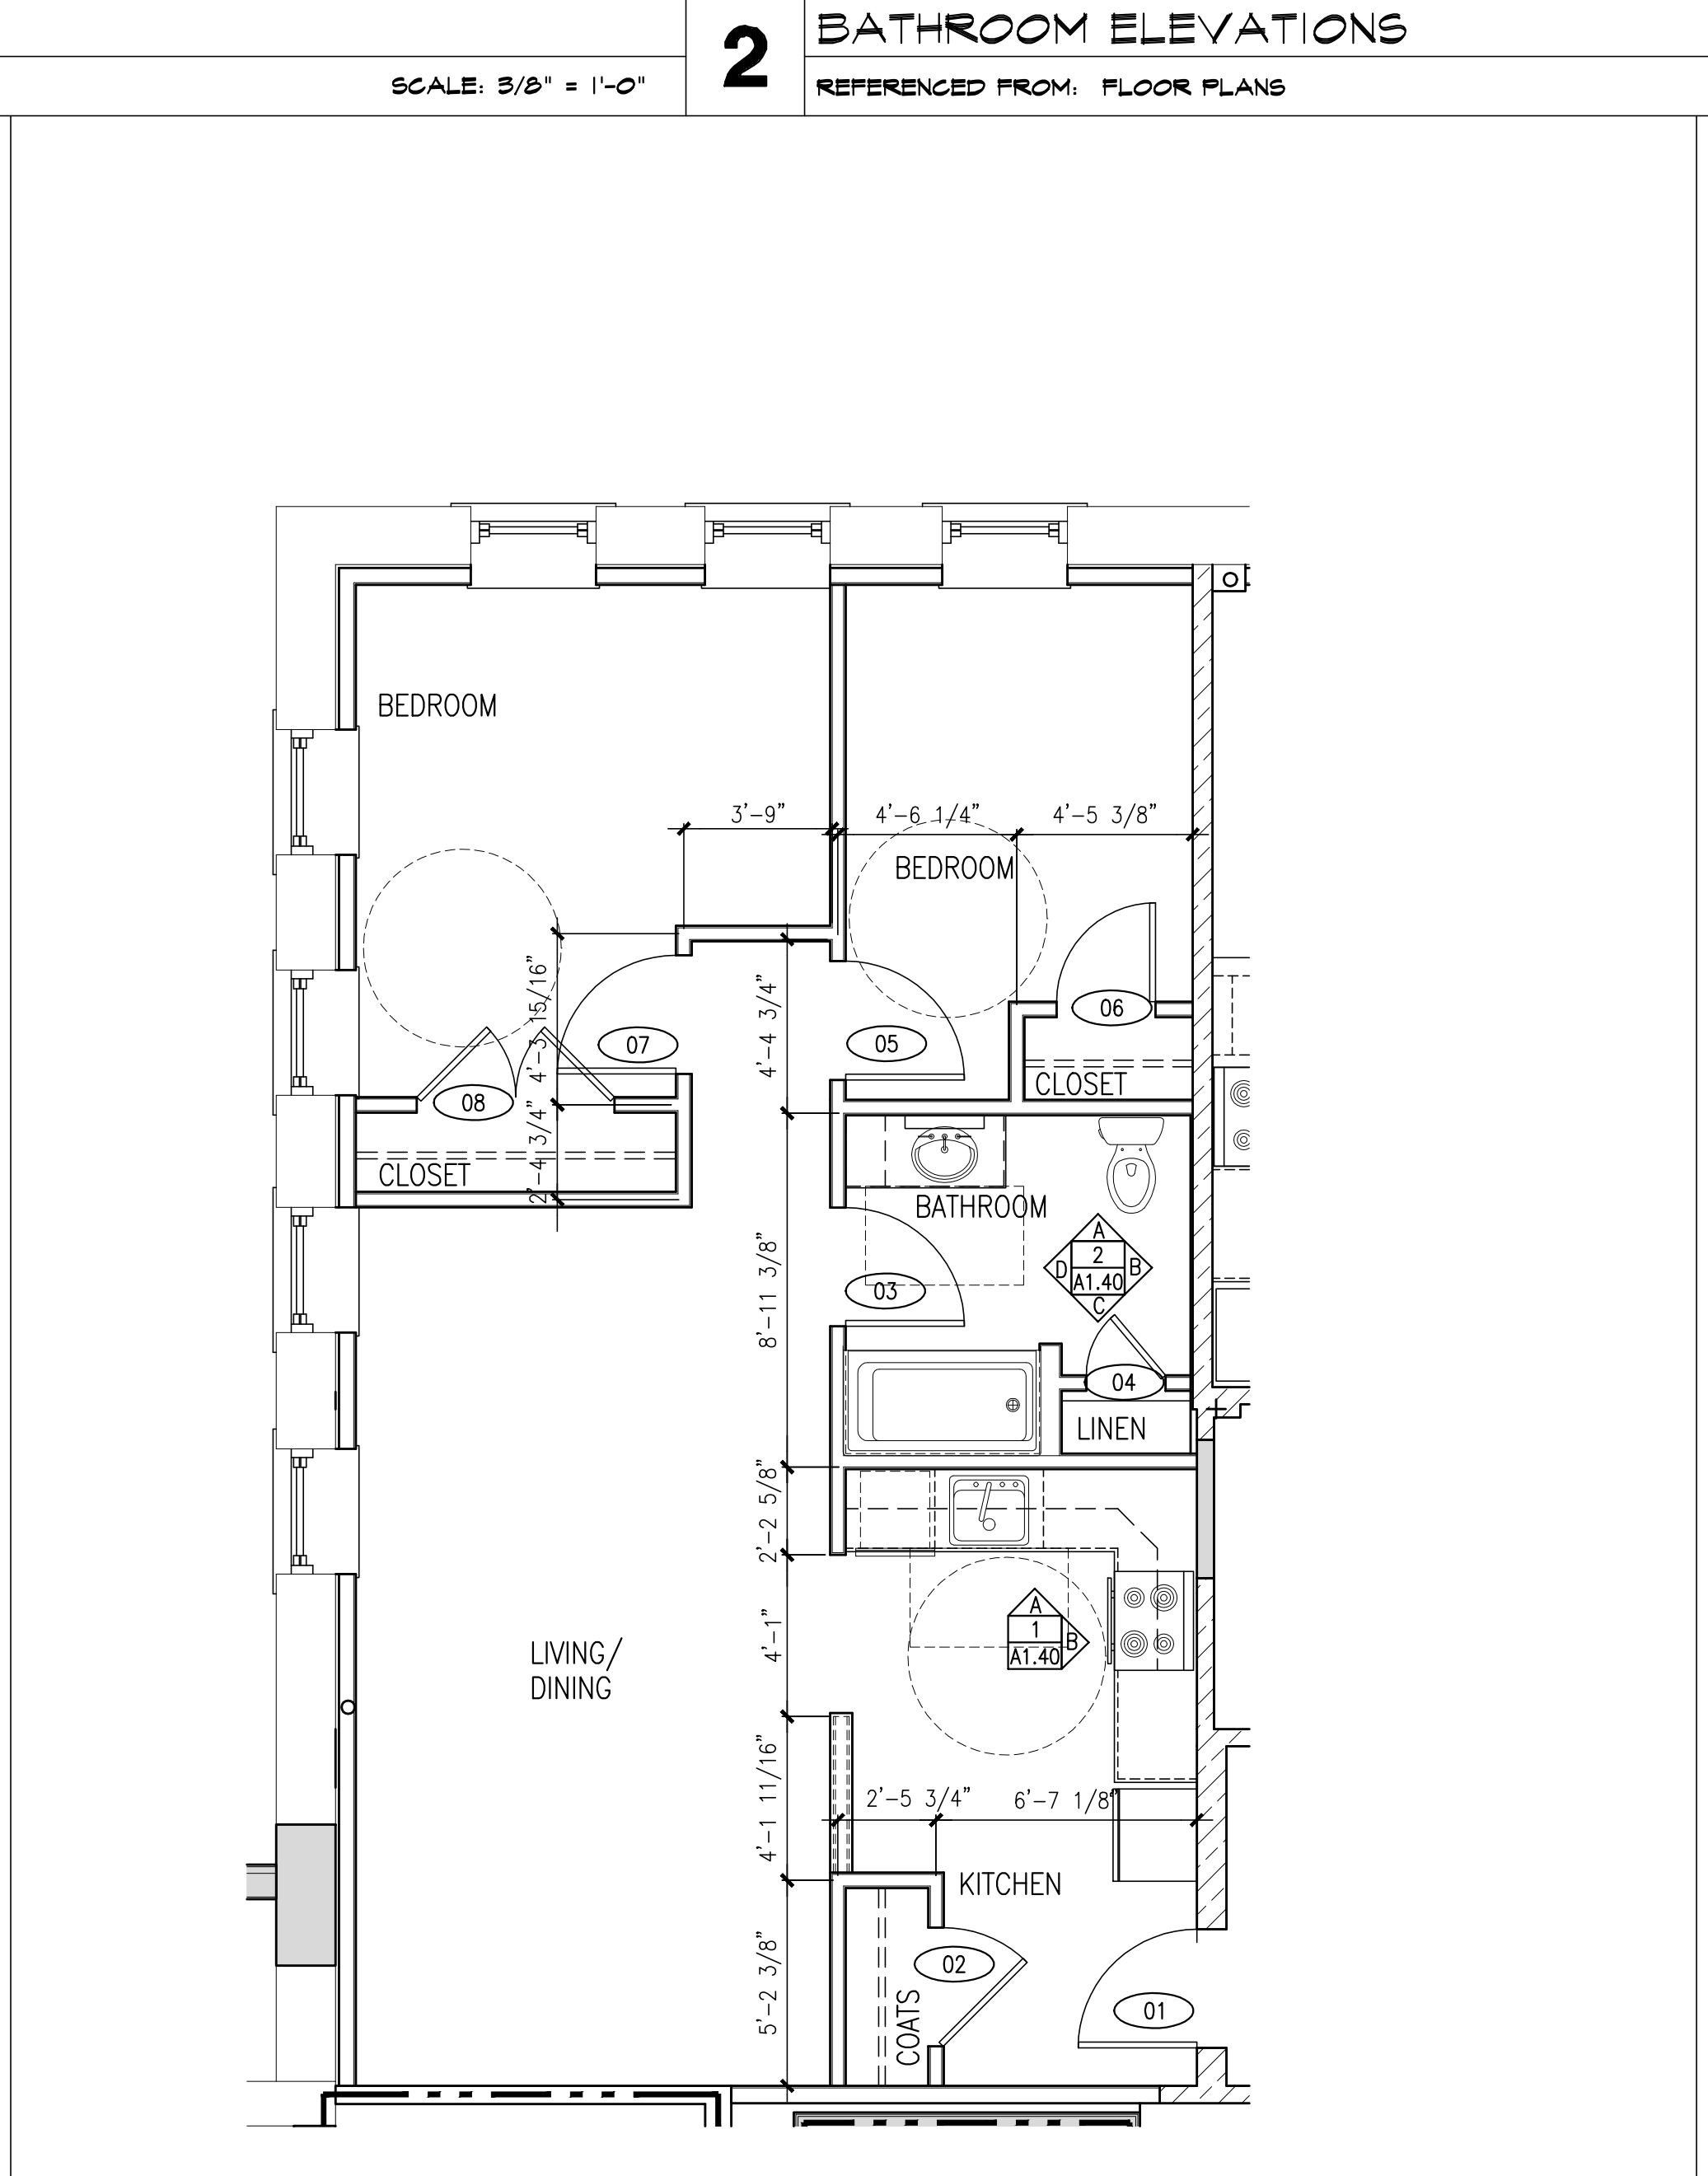 2
BATHROOM ELEVATIONS
SCALE: 3/8" = 1'-0"
REFERENCED FROM: FLOOR PLANS
BEDROOM
3'-9"
4'-6 1/4"
4'-5 3/8"
BEDROOM
4'-3 15/16"
4'-4 3/4"
06
07
05
CLOSET
08
2'-4 3/4"
CLOSET
BATHROOM
A
2
D
B
A1.40
C
03
8'-11 3/8"
04
LINEN
2'-2 5/8"
A
1
B
A1.40
4'-1"
LIVING/
DINING
4'-1 11/16"
2'-5 3/4"
6'-7 1/8"
KITCHEN
02
5'-2 3/8"
COATS
01